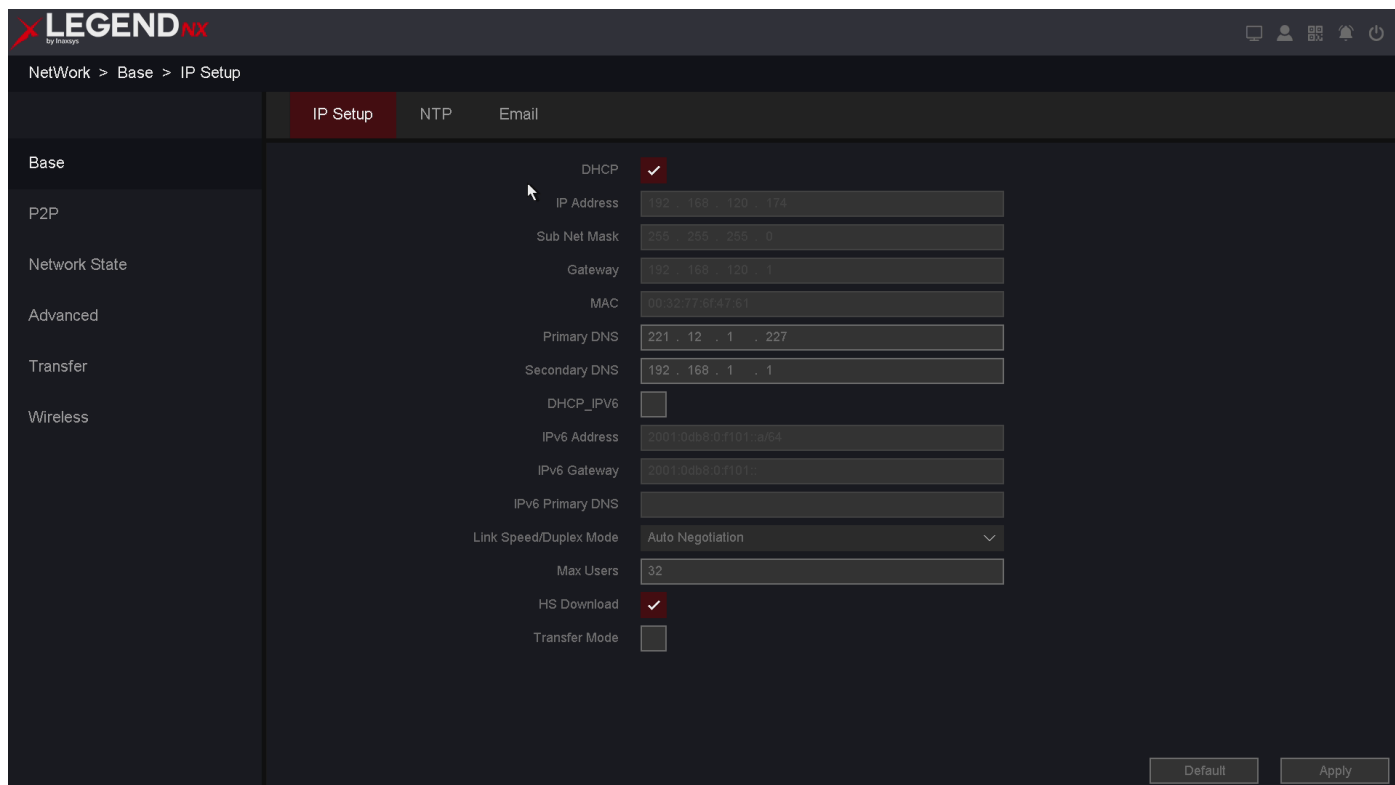 X LEGEND NX
by Inaxsys
NetWork > Base > IP Setup
IP Setup NTP Email
Base
P2P
Network State
Advanced
Transfer
Wireless
DHCP
IP Address 192 . 168 . 120 . 174
Sub Net Mask 255 . 255 . 255 . 0
Gateway 192 . 168 . 120 . 1
MAC 00:32:77:6f:47:61
Primary DNS 221 . 12 . 1 . 227
Secondary DNS 192 . 168 . 1 . 1
DHCP_IPV6
IPv6 Address 2001:0db8:0:f101::a/64
IPv6 Gateway 2001:0db8:0:f101::
IPv6 Primary DNS
Link Speed/Duplex Mode Auto Negotiation
Max Users 32
HS Download
Transfer Mode
Default Apply